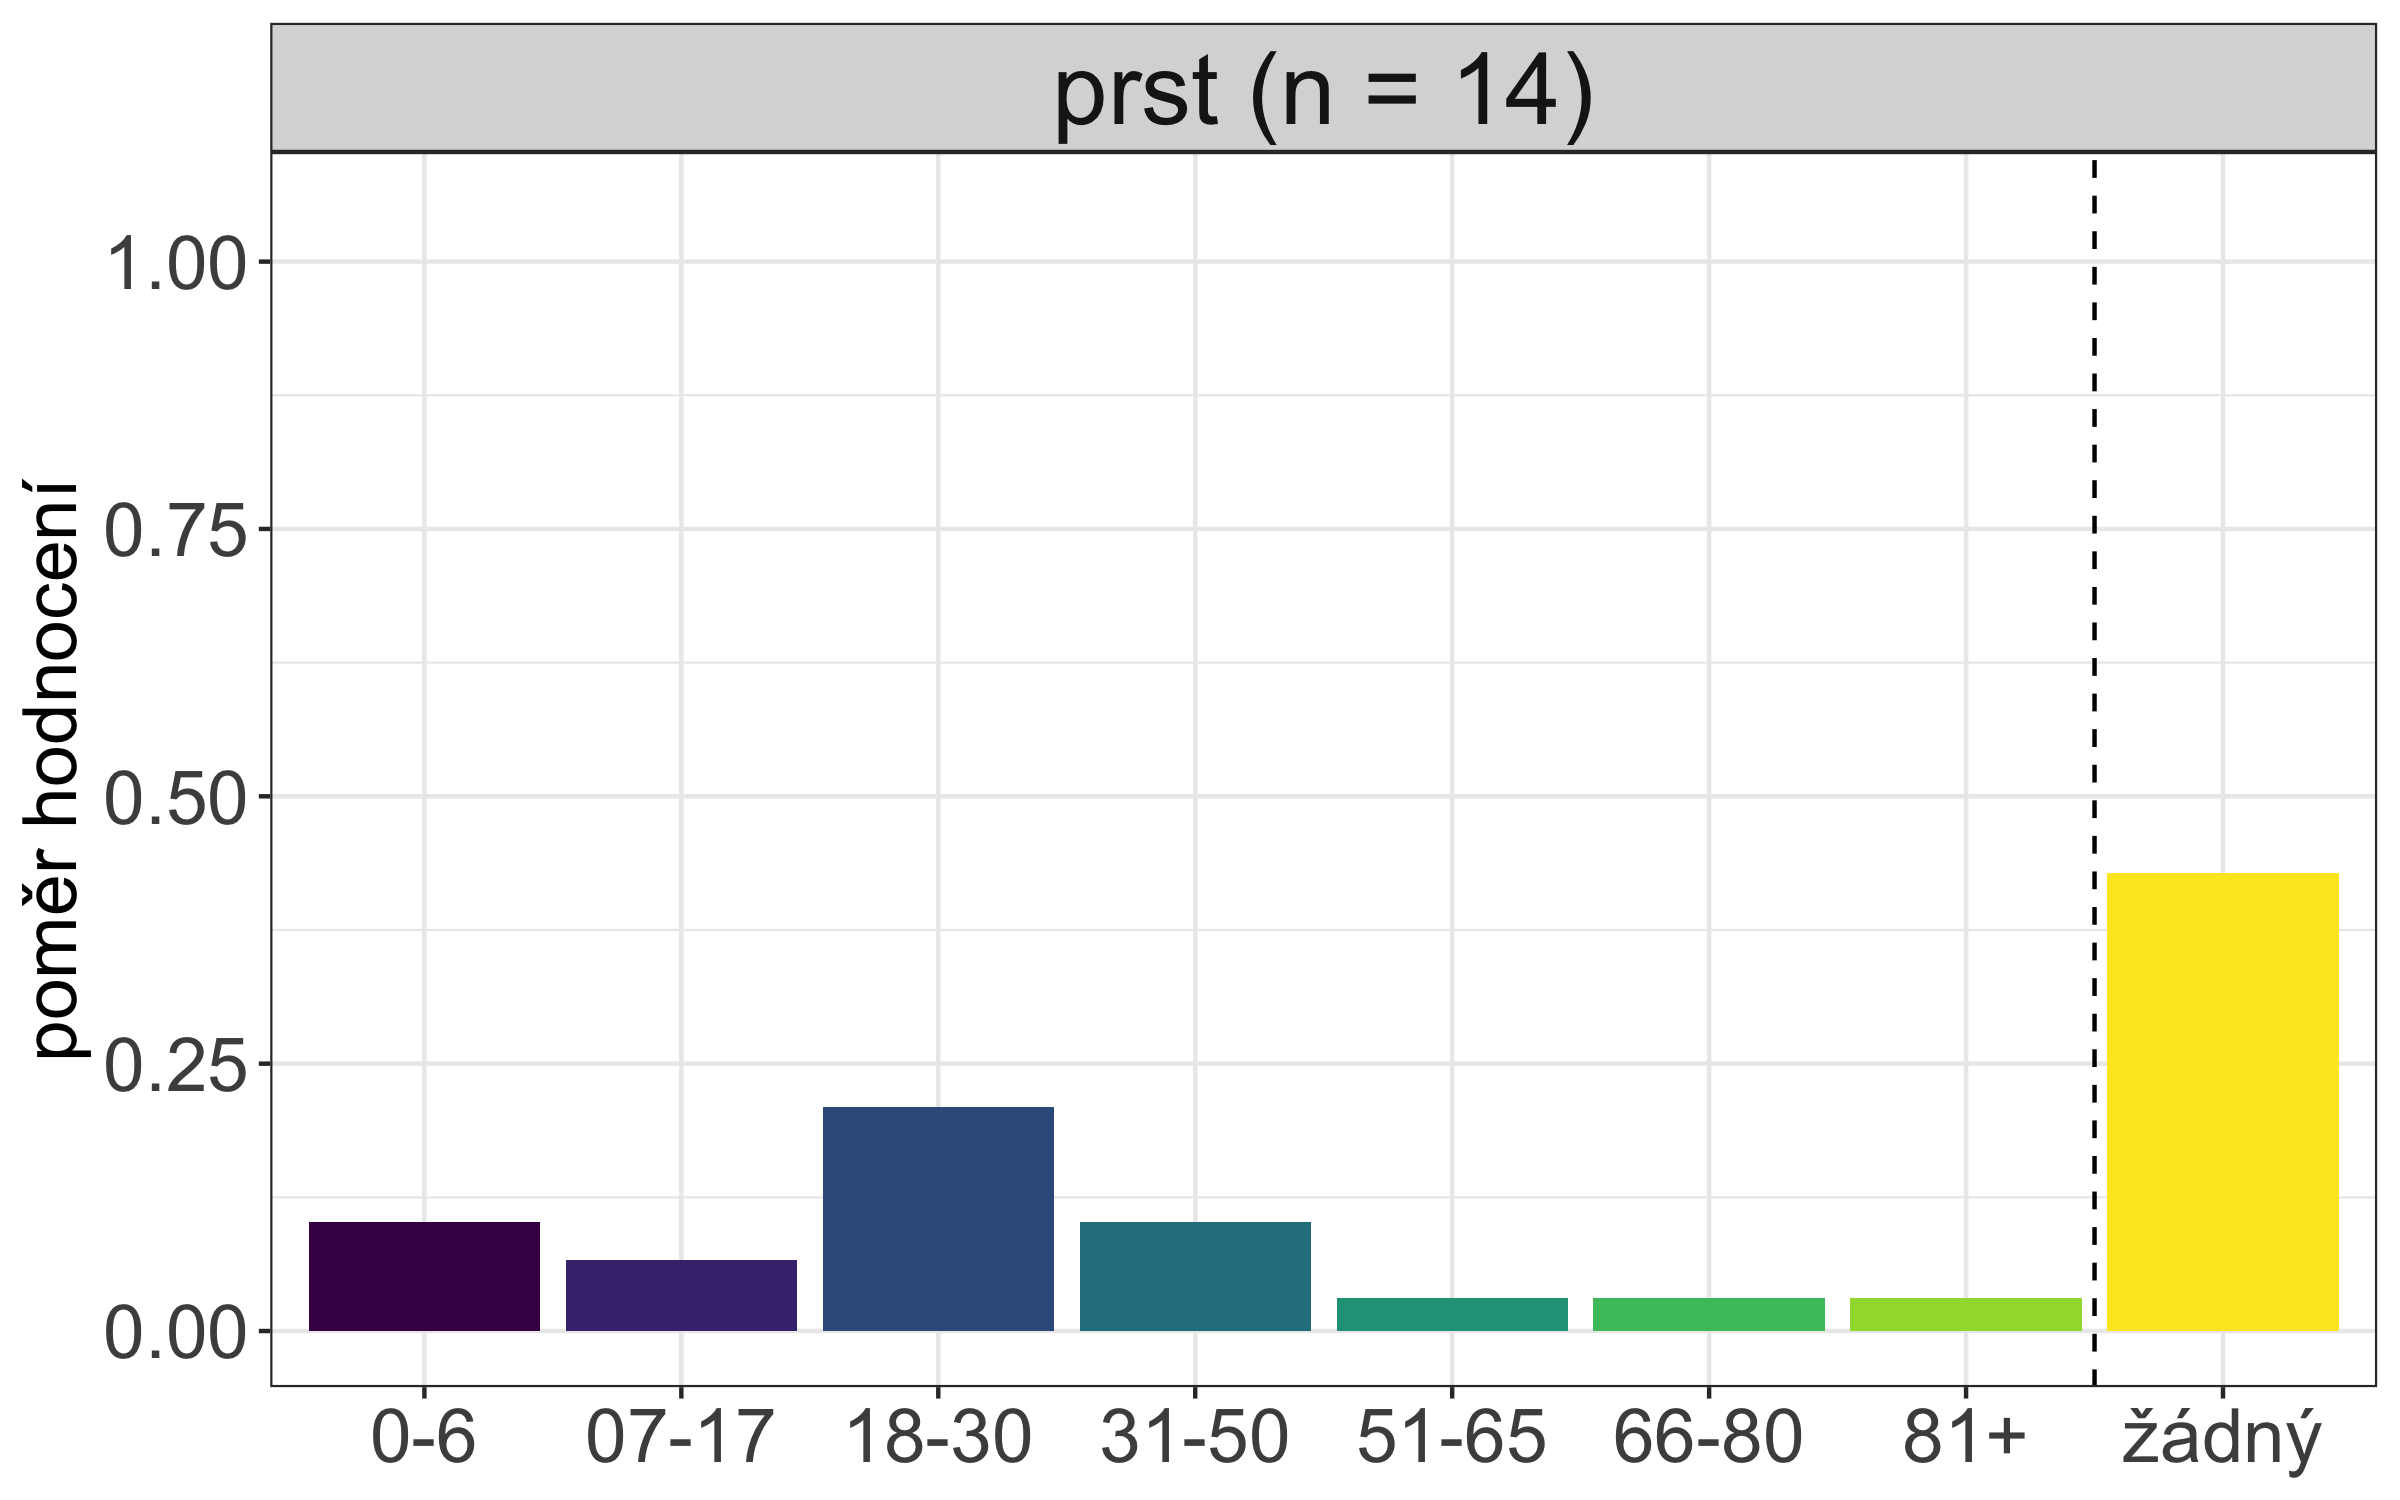 prst (n = 14)
poměr hodnocení
1.00
0.75
0.50
0.25
0.00
0-6 07-17 18-30 31-50 51-65 66-80 81+ žádný